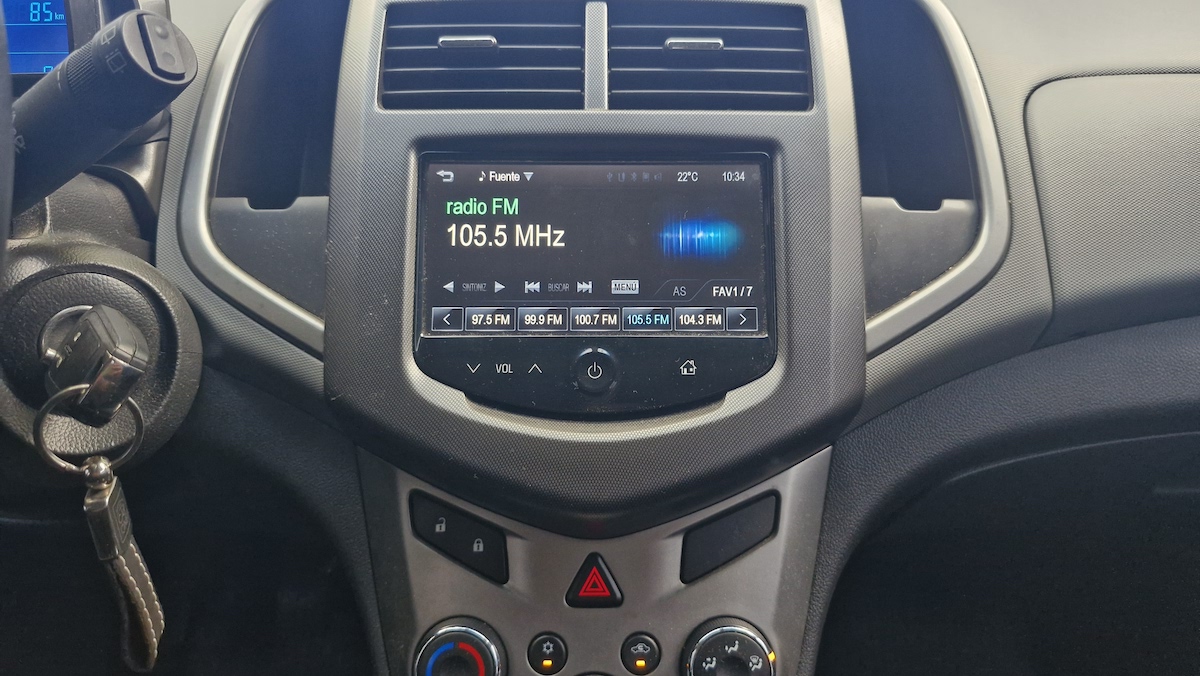 85 km
Fuente 22°C 10:34
radio FM
105.5 MHz
SINTONIZ BUSCAR MENÚ AS FAV1 / 7
97.5 FM 99.9 FM 100.7 FM 105.5 FM 104.3 FM
VOL